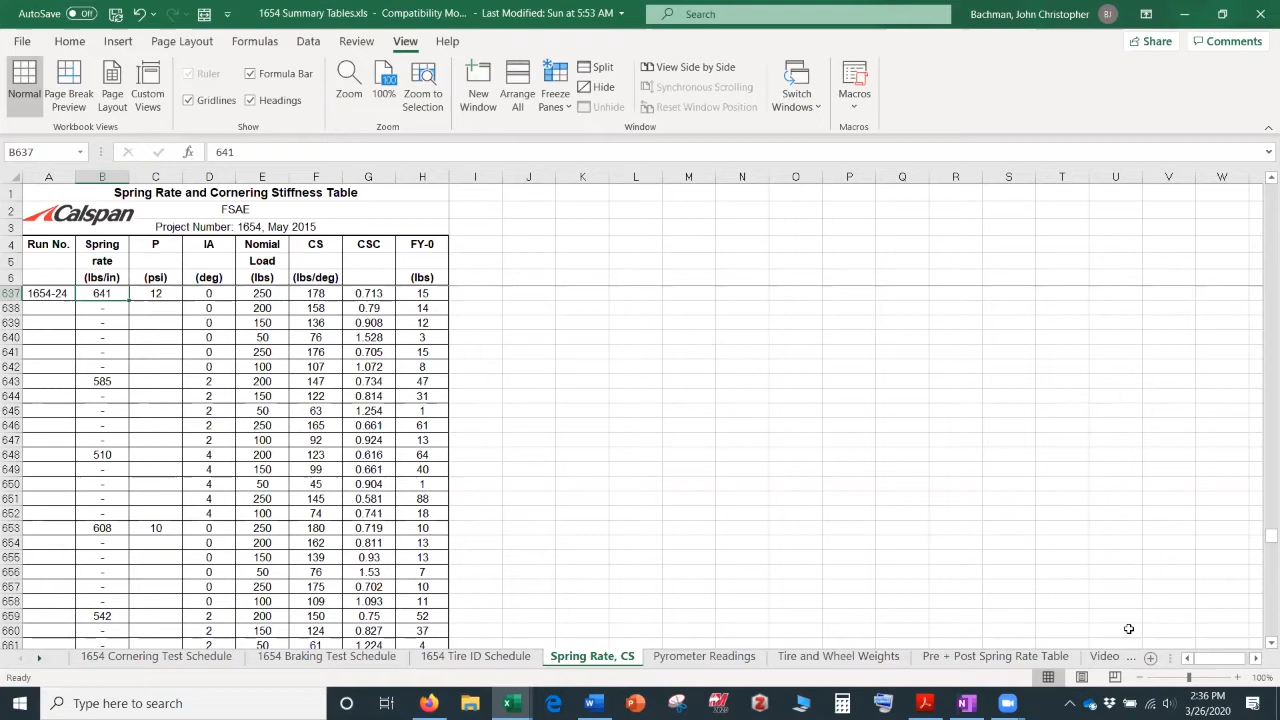 AutoSave Off 1654 Summary Tables.xls - Compatibility Mo... - Last Modified: Sun at 5:53 AM Search Bachman, John Christopher BJ
File Home Insert Page Layout Formulas Data Review View Help Share Comments
Normal Page Break Preview Page Layout Custom Views Ruler Formula Bar Gridlines Headings Zoom 100% Zoom to Selection New Window Arrange All Freeze Panes Split Hide Unhide View Side by Side Synchronous Scrolling Reset Window Position Switch Windows Macros
Workbook Views Show Zoom Window Macros
B637 fx 641
A B C D E F G H I J K L M N O P Q R S T U V W
1 Spring Rate and Cornering Stiffness Table
2 Calspan FSAE
3 Project Number: 1654, May 2015
4 Run No. Spring P IA Nomial CS CSC FY-0
5 rate Load
6 (lbs/in) (psi) (deg) (lbs) (lbs/deg) (lbs)
637 1654-24 641 12 0 250 178 0.713 15
638 - 0 200 158 0.79 14
639 - 0 150 136 0.908 12
640 - 0 50 76 1.528 3
641 - 0 250 176 0.705 15
642 - 0 100 107 1.072 8
643 585 2 200 147 0.734 47
644 - 2 150 122 0.814 31
645 - 2 50 63 1.254 1
646 - 2 250 165 0.661 61
647 - 2 100 92 0.924 13
648 510 4 200 123 0.616 64
649 - 4 150 99 0.661 40
650 - 4 50 45 0.904 1
661 - 4 250 145 0.581 88
662 - 4 100 74 0.741 18
653 608 10 0 250 180 0.719 10
654 - 0 200 162 0.811 13
655 - 0 150 139 0.93 13
656 - 0 50 76 1.53 7
657 - 0 250 175 0.702 10
658 - 0 100 109 1.093 11
659 542 2 200 150 0.75 52
660 - 2 150 124 0.827 37
661 - 2 50 61 1.224 4
1654 Cornering Test Schedule 1654 Braking Test Schedule 1654 Tire ID Schedule Spring Rate, CS Pyrometer Readings Tire and Wheel Weights Pre + Post Spring Rate Table Video ...
Ready 100%
Type here to search 2:36 PM
3/26/2020